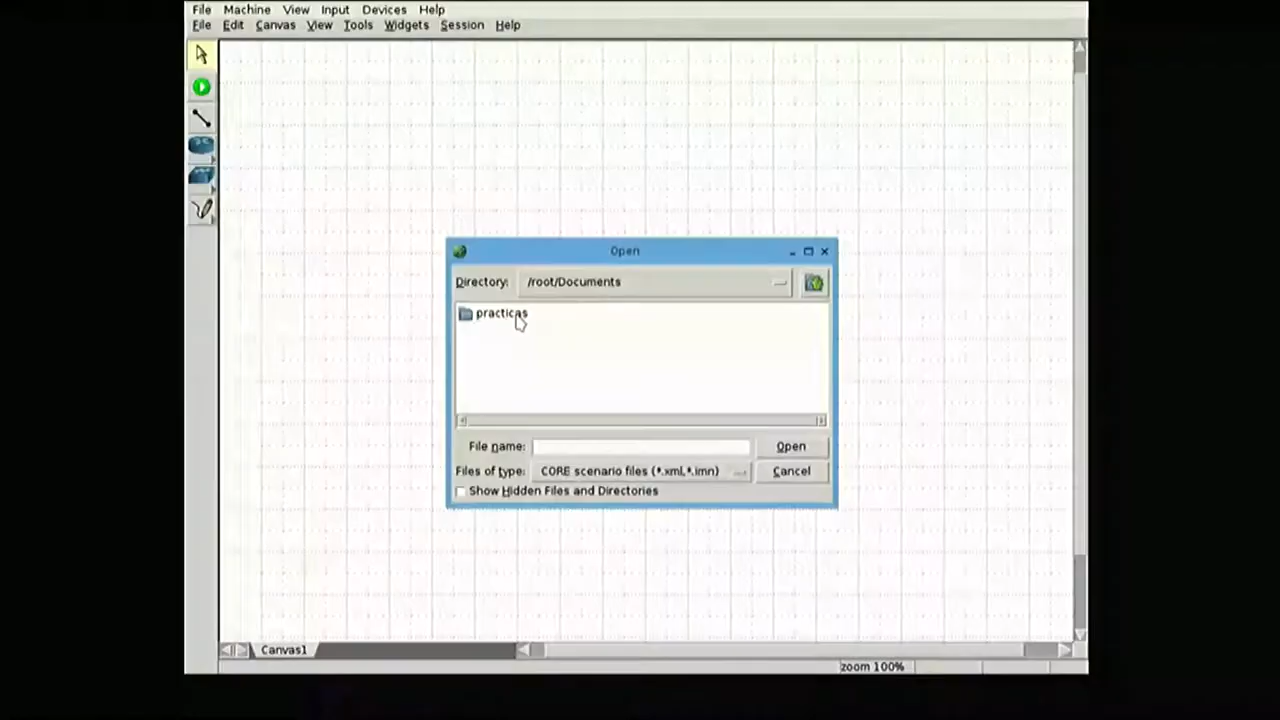 File Machine View Input Devices Help
File Edit Canvas View Tools Widgets Session Help
Open
Directory: /root/Documents
practicas
File name: Open
Files of type: CORE scenario files (*.xml,*.imn) Cancel
Show Hidden Files and Directories
Canvas1
zoom 100%